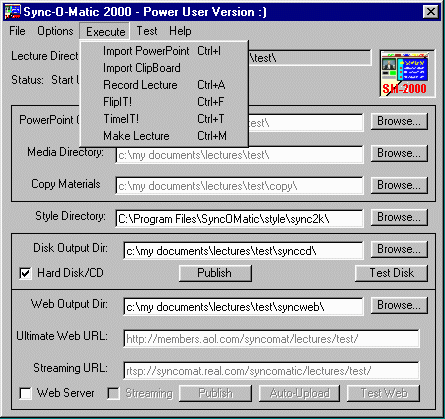 Sync-O-Matic 2000 - Power User Version :)
File Options Execute Test Help
Import PowerPoint Ctrl+I
Import ClipBoard
Record Lecture Ctrl+A
FlipIT! Ctrl+F
TimeIT! Ctrl+T
Make Lecture Ctrl+M
Lecture Direc \test\
Status: Start U
SM-2000
PowerPoint O test\ Browse...
Media Directory: c:\my documents\lectures\test\ Browse...
Copy Materials c:\my documents\lectures\test\copy\ Browse...
Style Directory: C:\Program Files\SyncOMatic\style\sync2k\ Browse...
Disk Output Dir: c:\my documents\lectures\test\synccd\ Browse...
Hard Disk/CD Publish Test Disk
Web Output Dir: c:\my documents\lectures\test\syncweb\ Browse...
Ultimate Web URL: http://members.aol.com/syncomat/lectures/test/
Streaming URL: rtsp://syncomat.real.com/syncomatic/lectures/test/
Web Server Streaming Publish Auto-Upload Test Web